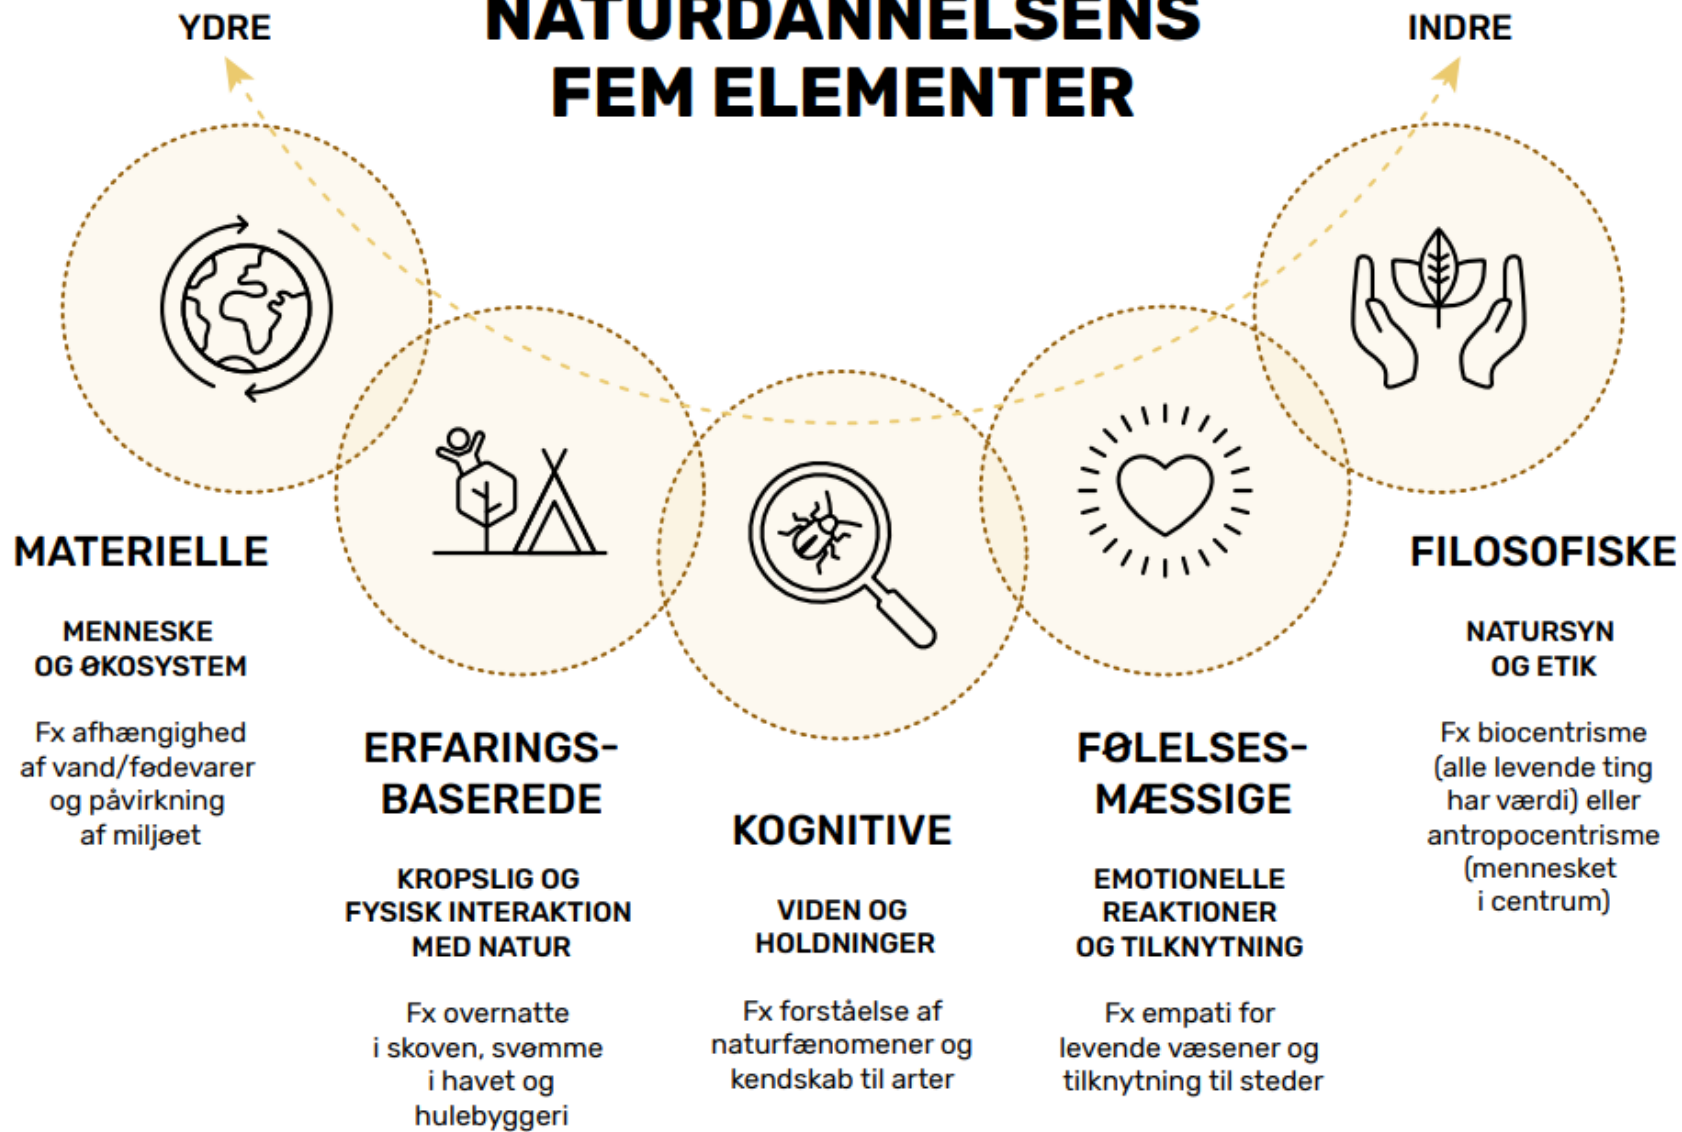 YDRE
NATURDANNELSENS
FEM ELEMENTER
INDRE
MATERIELLE
MENNESKE
OG ØKOSYSTEM
Fx afhængighed
af vand/fødevarer
og påvirkning
af miljøet
ERFARINGS-
BASEREDE
KROPSLIG OG
FYSISK INTERAKTION
MED NATUR
Fx overnatte
i skoven, svømme
i havet og
hulebyggeri
KOGNITIVE
VIDEN OG
HOLDNINGER
Fx forståelse af
naturfænomener og
kendskab til arter
FØLELSES-
MÆSSIGE
EMOTIONELLE
REAKTIONER
OG TILKNYTNING
Fx empati for
levende væsener og
tilknytning til steder
FILOSOFISKE
NATURSYN
OG ETIK
Fx biocentrisme
(alle levende ting
har værdi) eller
antropocentrisme
(mennesket
i centrum)